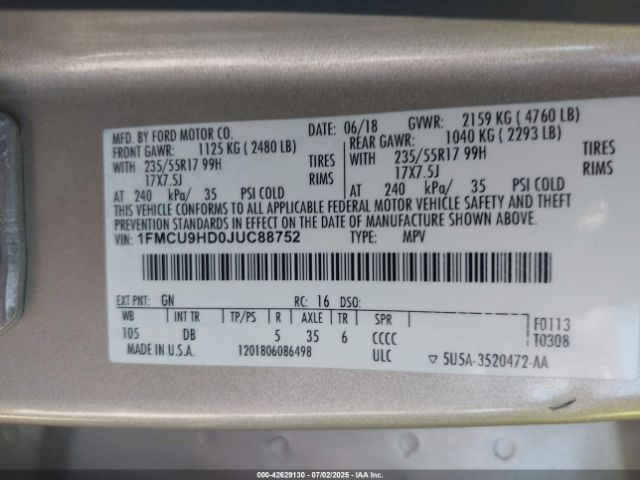 MFD. BY FORD MOTOR CO.
DATE: 06/18 GVWR: 2159 KG ( 4760 LB)
FRONT GAWR: 1125 KG ( 2480 LB) REAR GAWR: 1040 KG ( 2293 LB)
WITH 235/55R17 99H TIRES WITH 235/55R17 99H TIRES
17X7.5J RIMS 17X7.5J RIMS
AT 240 kPa/ 35 PSI COLD AT 240 kPa/ 35 PSI COLD
THIS VEHICLE CONFORMS TO ALL APPLICABLE FEDERAL MOTOR VEHICLE SAFETY AND THEFT
PREVENTION STANDARDS IN EFFECT ON THE DATE OF MANUFACTURE SHOWN ABOVE.
VIN: 1FMCU9HD0JUC88752 TYPE: MPV
EXT PNT: GN RC: 16 DSO:
WB INT TR TP/PS R AXLE TR SPR
105 DB 5 35 6 CCCC
F0113
T0308
MADE IN U.S.A. 1201806086498 ULC ▽ 5U5A-3520472-AA
000-42629130 - 07/02/2025 - IAAI.COM